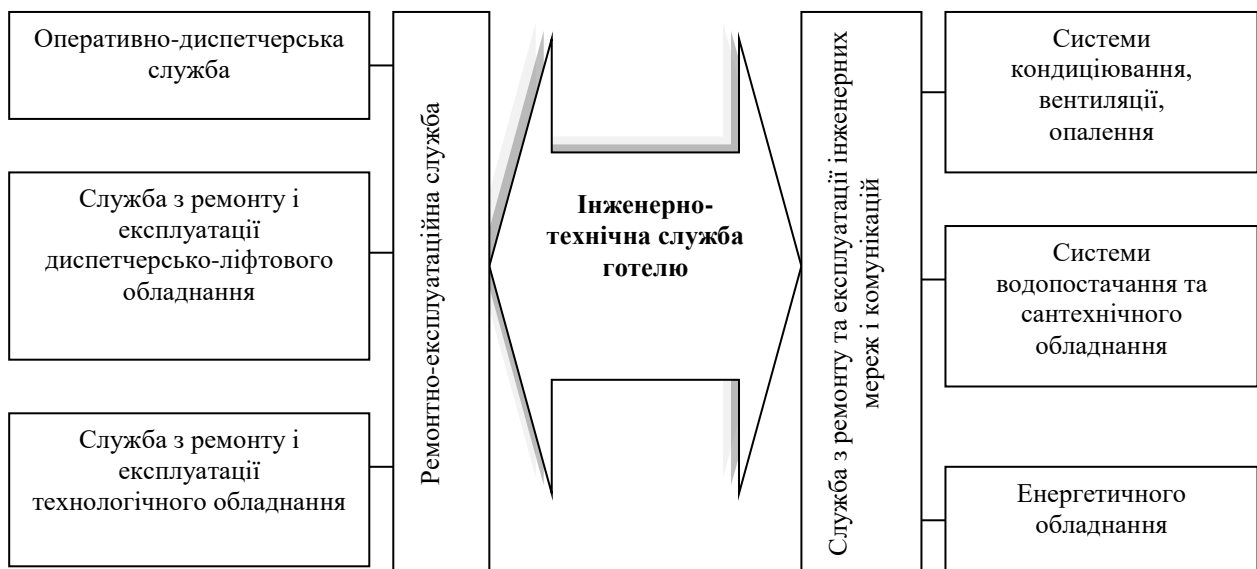 Оперативно-диспетчерська
служба
Служба з ремонту і
експлуатації
диспетчерсько-ліфтового
обладнання
Служба з ремонту і
експлуатації
технологічного обладнання
Ремонтно-експлуатаційна служба
Інженерно-
технічна служба
готелю
Служба з ремонту та експлуатації інженерних
мереж і комунікацій
Системи
кондиціювання,
вентиляції,
опалення
Системи
водопостачання та
сантехнічного
обладнання
Енергетичного
обладнання